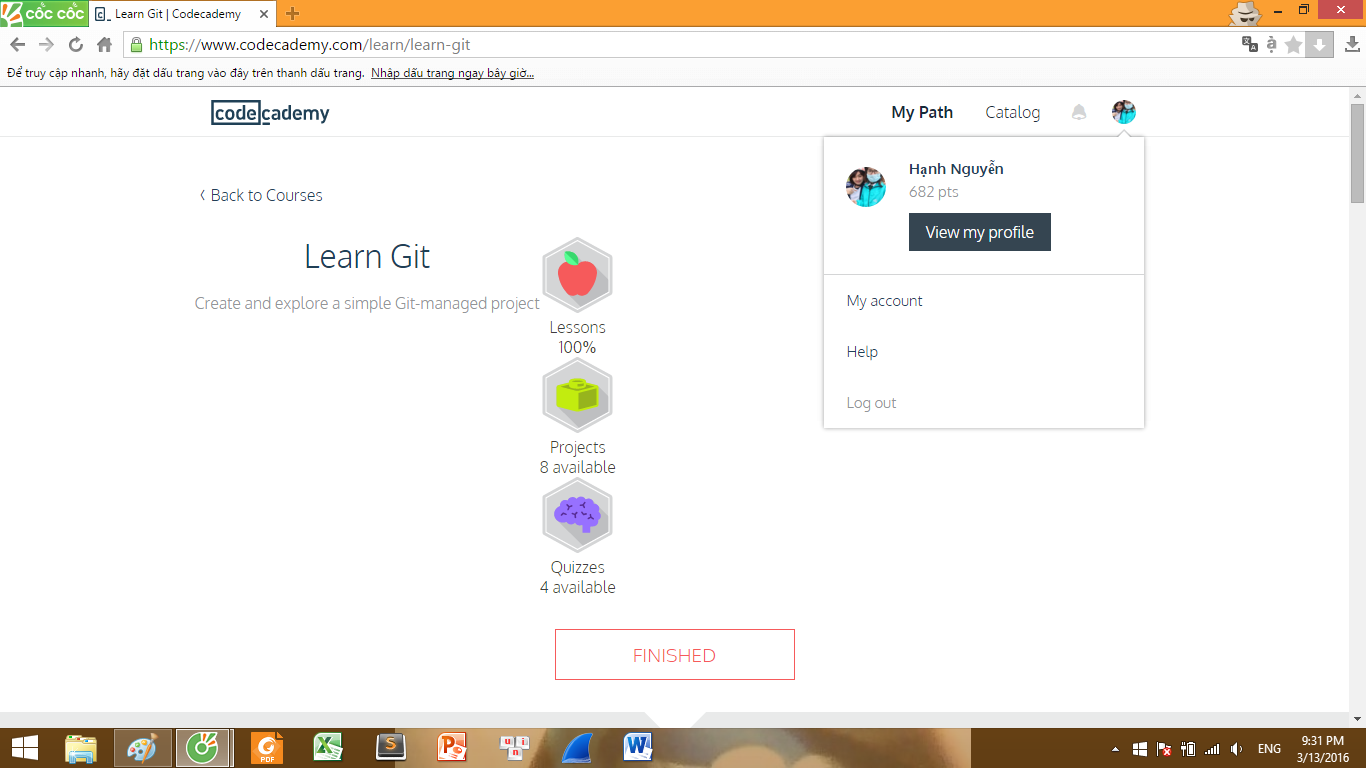 CỐC CỐC
Learn Git | Codecademy
https://www.codecademy.com/learn/learn-git
Để truy cập nhanh, hãy đặt dấu trang vào đây trên thanh dấu trang. Nhập dấu trang ngay bây giờ...
codecademy
My Path
Catalog
Hạnh Nguyễn
682 pts
View my profile
My account
Help
Log out
Back to Courses
Learn Git
Create and explore a simple Git-managed project
Lessons
100%
Projects
8 available
Quizzes
4 available
FINISHED
ENG
9:31 PM
3/13/2016